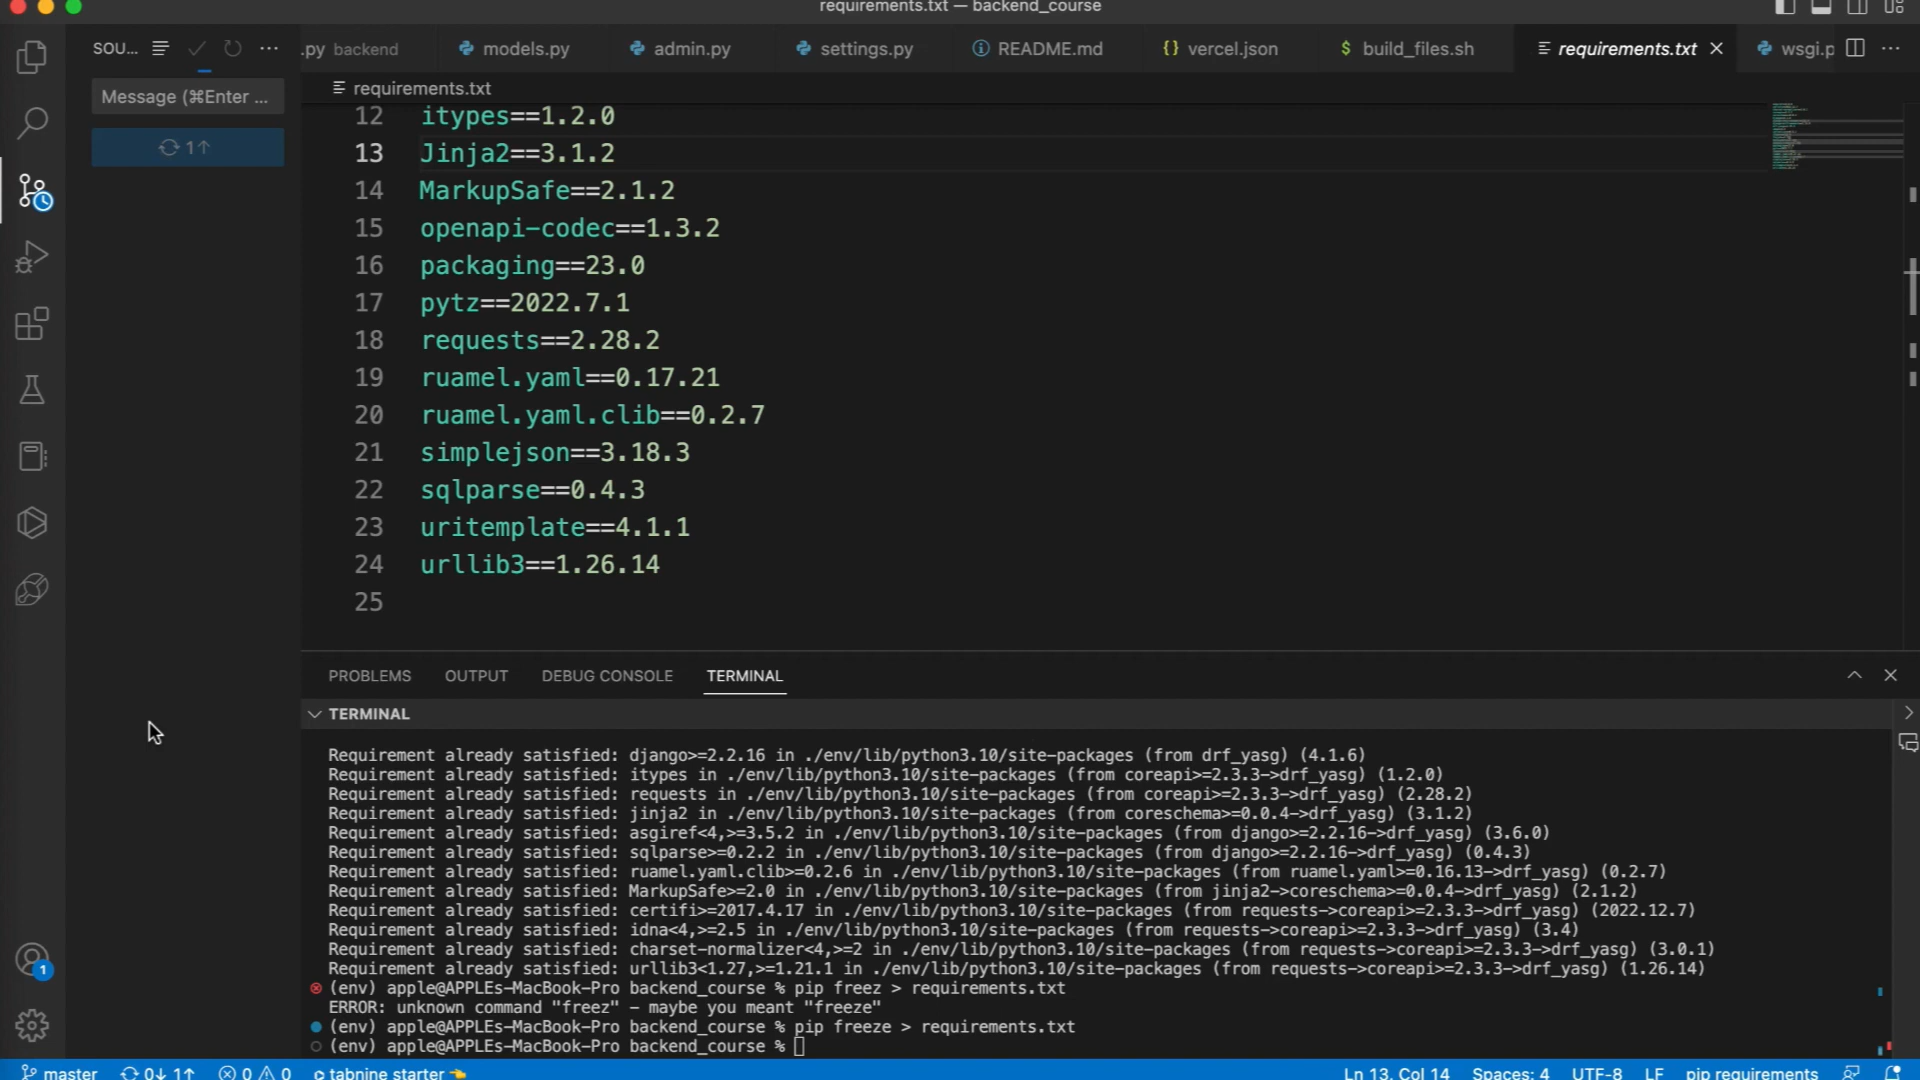 requirements.txt — backend_course
SOU...
.py backend
models.py
admin.py
settings.py
README.md
{} vercel.json
$ build_files.sh
requirements.txt
wsgi.p
Message (⌘Enter ...
1↑
requirements.txt
12 itypes==1.2.0
13 Jinja2==3.1.2
14 MarkupSafe==2.1.2
15 openapi-codec==1.3.2
16 packaging==23.0
17 pytz==2022.7.1
18 requests==2.28.2
19 ruamel.yaml==0.17.21
20 ruamel.yaml.clib==0.2.7
21 simplejson==3.18.3
22 sqlparse==0.4.3
23 uritemplate==4.1.1
24 urllib3==1.26.14
25
PROBLEMS OUTPUT DEBUG CONSOLE TERMINAL
TERMINAL
Requirement already satisfied: django>=2.2.16 in ./env/lib/python3.10/site-packages (from drf_yasg) (4.1.6)
Requirement already satisfied: itypes in ./env/lib/python3.10/site-packages (from coreapi>=2.3.3->drf_yasg) (1.2.0)
Requirement already satisfied: requests in ./env/lib/python3.10/site-packages (from coreapi>=2.3.3->drf_yasg) (2.28.2)
Requirement already satisfied: jinja2 in ./env/lib/python3.10/site-packages (from coreschema>=0.0.4->drf_yasg) (3.1.2)
Requirement already satisfied: asgiref<4,>=3.5.2 in ./env/lib/python3.10/site-packages (from django>=2.2.16->drf_yasg) (3.6.0)
Requirement already satisfied: sqlparse>=0.2.2 in ./env/lib/python3.10/site-packages (from django>=2.2.16->drf_yasg) (0.4.3)
Requirement already satisfied: ruamel.yaml.clib>=0.2.6 in ./env/lib/python3.10/site-packages (from ruamel.yaml>=0.16.13->drf_yasg) (0.2.7)
Requirement already satisfied: MarkupSafe>=2.0 in ./env/lib/python3.10/site-packages (from jinja2->coreschema>=0.0.4->drf_yasg) (2.1.2)
Requirement already satisfied: certifi>=2017.4.17 in ./env/lib/python3.10/site-packages (from requests->coreapi>=2.3.3->drf_yasg) (2022.12.7)
Requirement already satisfied: idna<4,>=2.5 in ./env/lib/python3.10/site-packages (from requests->coreapi>=2.3.3->drf_yasg) (3.4)
Requirement already satisfied: charset-normalizer<4,>=2 in ./env/lib/python3.10/site-packages (from requests->coreapi>=2.3.3->drf_yasg) (3.0.1)
Requirement already satisfied: urllib3<1.27,>=1.21.1 in ./env/lib/python3.10/site-packages (from requests->coreapi>=2.3.3->drf_yasg) (1.26.14)
(env) apple@APPLEs-MacBook-Pro backend_course % pip freez > requirements.txt
ERROR: unknown command "freez" - maybe you meant "freeze"
(env) apple@APPLEs-MacBook-Pro backend_course % pip freeze > requirements.txt
(env) apple@APPLEs-MacBook-Pro backend_course %
1
master 0↓ 1↑ 0 0 tabnine starter Ln 13, Col 14 Spaces: 4 UTF-8 LF pip requirements